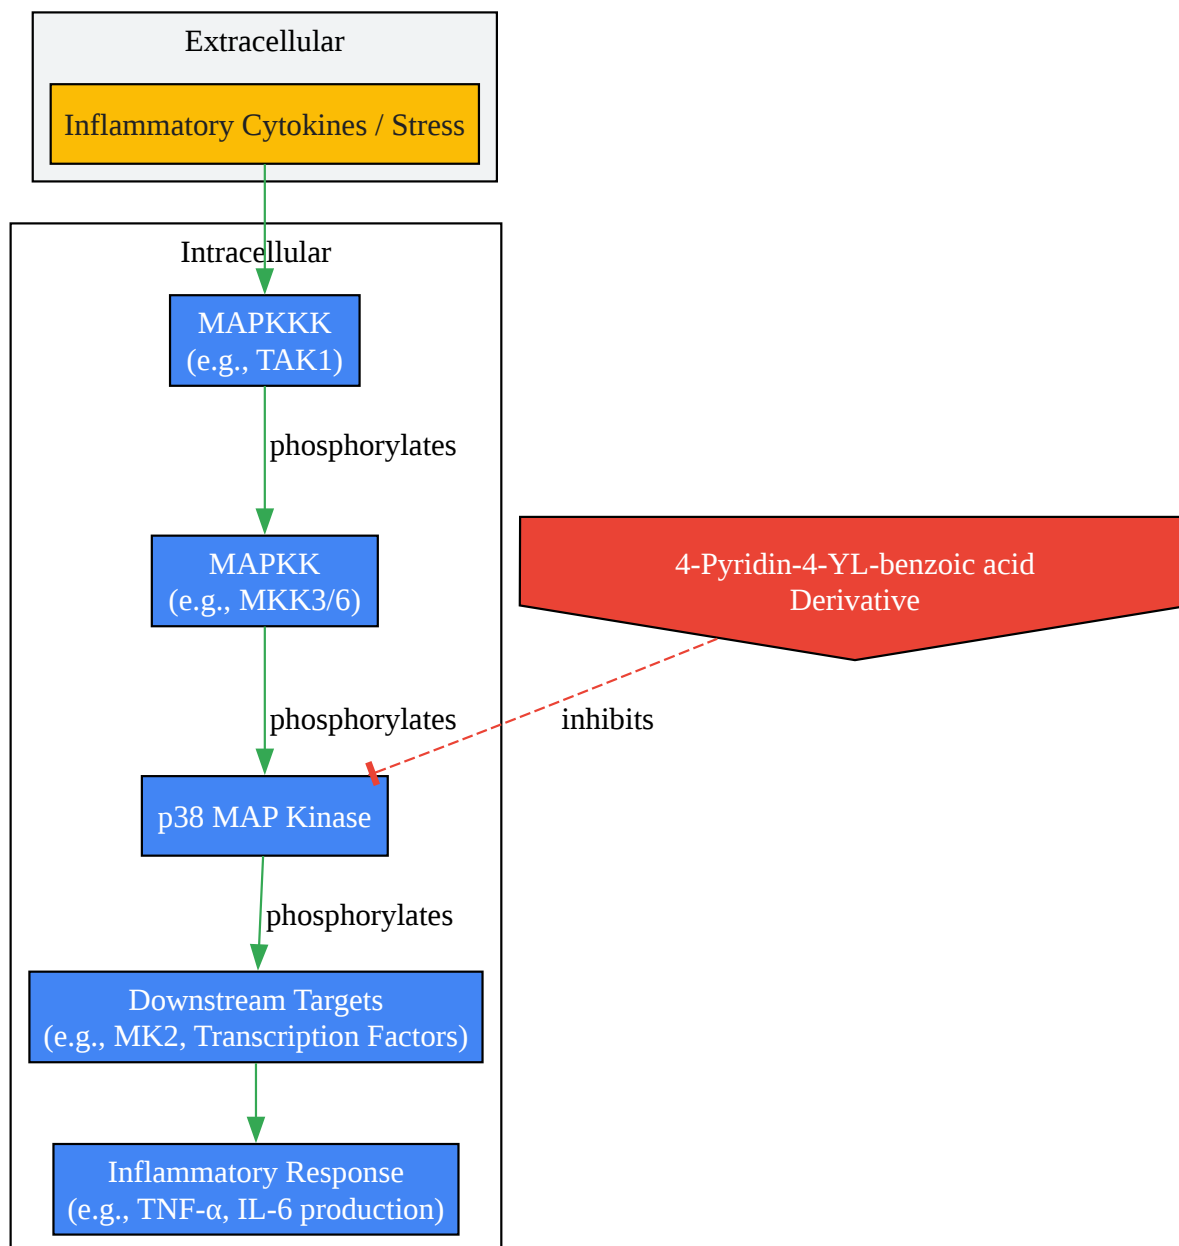 Extracellular
Inflammatory Cytokines / Stress
Intracellular
MAPKKK
(e.g., TAK1)
phosphorylates
MAPKK
(e.g., MKK3/6)
4-Pyridin-4-YL-benzoic acid
Derivative
phosphorylates
inhibits
p38 MAP Kinase
phosphorylates
Downstream Targets
(e.g., MK2, Transcription Factors)
Inflammatory Response
(e.g., TNF-α, IL-6 production)